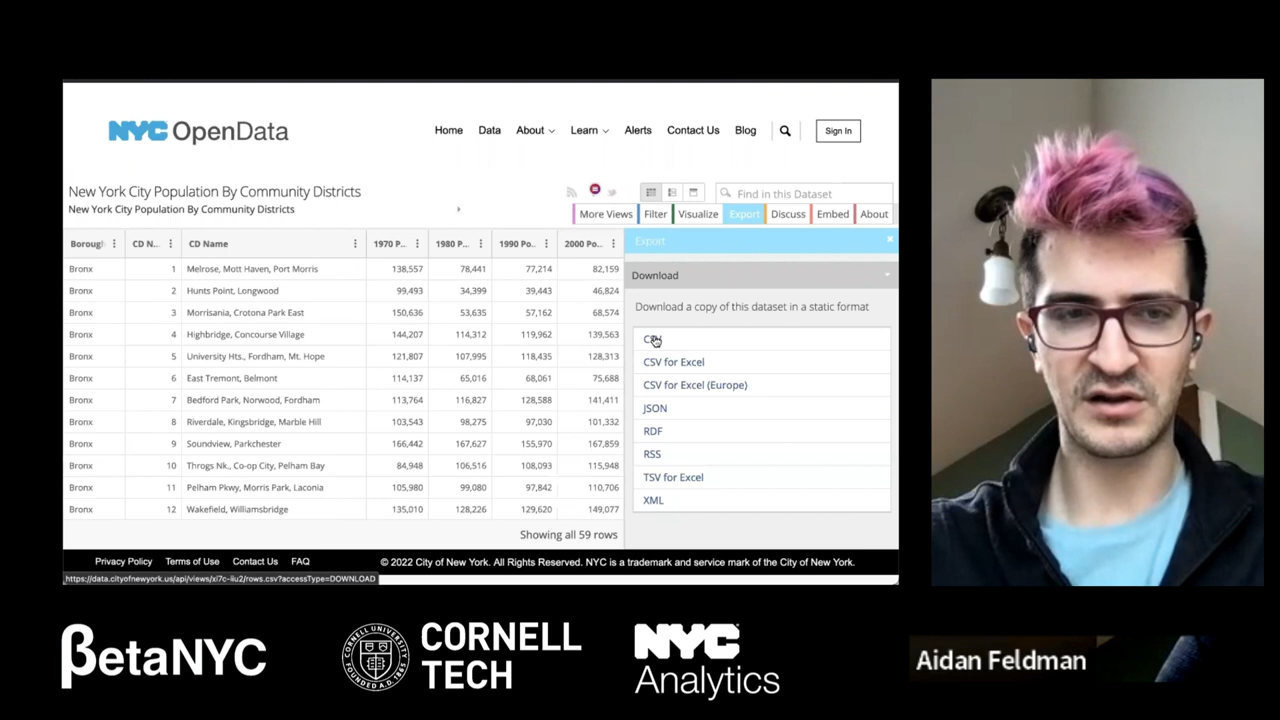 NYC OpenData
Home Data About Learn Alerts Contact Us Blog Sign In
New York City Population By Community Districts
New York City Population By Community Districts
Find in this Dataset
More Views Filter Visualize Export Discuss Embed About
Borough CD N... CD Name 1970 P... 1980 P... 1990 Po... 2000 Po...
Bronx 1 Melrose, Mott Haven, Port Morris 138,557 78,441 77,214 82,159
Bronx 2 Hunts Point, Longwood 99,493 34,399 39,443 46,824
Bronx 3 Morrisania, Crotona Park East 150,636 53,635 57,162 68,574
Bronx 4 Highbridge, Concourse Village 144,207 114,312 119,962 139,563
Bronx 5 University Hts., Fordham, Mt. Hope 121,807 107,995 118,435 128,313
Bronx 6 East Tremont, Belmont 114,137 65,016 68,061 75,688
Bronx 7 Bedford Park, Norwood, Fordham 113,764 116,827 128,588 141,411
Bronx 8 Riverdale, Kingsbridge, Marble Hill 103,543 98,275 97,030 101,332
Bronx 9 Soundview, Parkchester 166,442 167,627 155,970 167,859
Bronx 10 Throgs Nk., Co-op City, Pelham Bay 84,948 106,516 108,093 115,948
Bronx 11 Pelham Pkwy, Morris Park, Laconia 105,980 99,080 97,842 110,706
Bronx 12 Wakefield, Williamsbridge 135,010 128,226 129,620 149,077
Showing all 59 rows
Export
Download
Download a copy of this dataset in a static format
CSV for Excel
CSV for Excel (Europe)
JSON
RDF
RSS
TSV for Excel
XML
Privacy Policy Terms of Use Contact Us FAQ © 2022 City of New York. All Rights Reserved. NYC is a trademark and service mark of the City of New York.
https://data.cityofnewyork.us/api/views/xi7c-iiu2/rows.csv?accessType=DOWNLOAD
βetaNYC
CORNELL
TECH
NYC
Analytics
Aidan Feldman